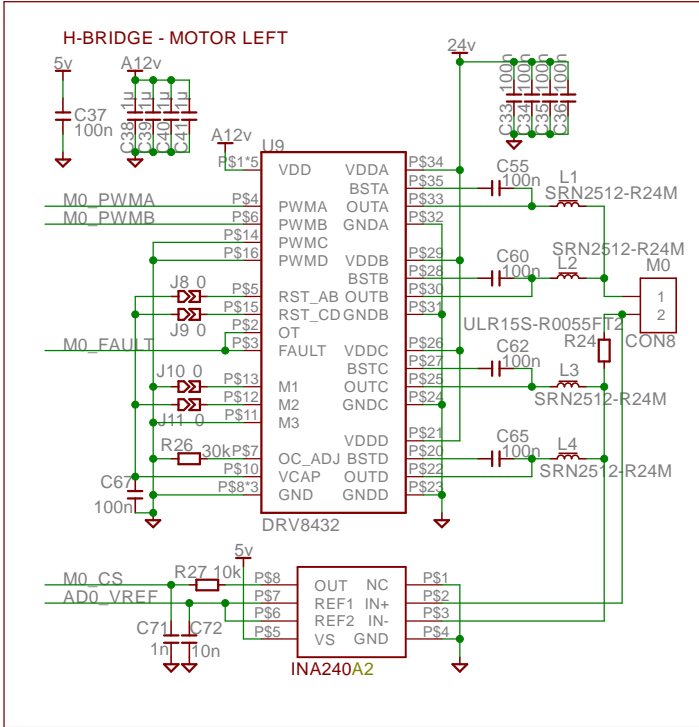 H-BRIDGE - MOTOR LEFT
5v
A12v
24v
C37
100n
C38 1µ
C39 1µ
C40 1µ
C41 1µ
C33 100n
C34 100n
C35 100n
C36 100n
A12v
U9
P$1*5 VDD VDDA P$34
BSTA P$35
M0_PWMA P$4 PWMA OUTA P$33
M0_PWMB P$6 PWMB GNDA P$32
P$14 PWMC
P$16 PWMD VDDB P$29
BSTB P$28
J8 0 P$5 RST_AB OUTB P$30
J9 0 P$15 RST_CD GNDB P$31
P$2 OT
M0_FAULT P$3 FAULT VDDC P$26
BSTC P$27
J10 0 P$13 M1 OUTC P$25
J11 0 P$12 M2 GNDC P$24
P$11 M3
VDDD P$21
R26 30k P$7 OC_ADJ BSTD P$20
P$10 VCAP OUTD P$22
P$8*3 GND GNDD P$23
C67
100n
DRV8432
C55
100n
L1
SRN2512-R24M
C60
100n
SRN2512-R24M
L2
M0
1
2
CON8
ULR15S-R0055FT2
R24
C62
100n
L3
SRN2512-R24M
C65
100n
L4
SRN2512-R24M
5v
M0_CS R27 10k P$8 OUT NC P$1
AD0_VREF P$7 REF1 IN+ P$2
P$6 REF2 IN- P$3
P$5 VS GND P$4
C71
1n
C72
10n
INA240A2